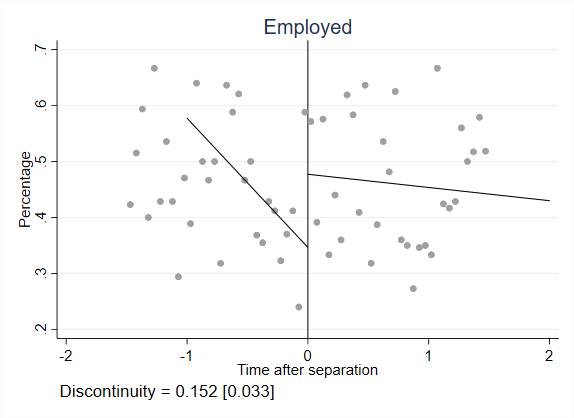 Employed
Percentage
.7
.6
.5
.4
.3
.2
-2 -1 0 1 2
Time after separation
Discontinuity = 0.152 [0.033]